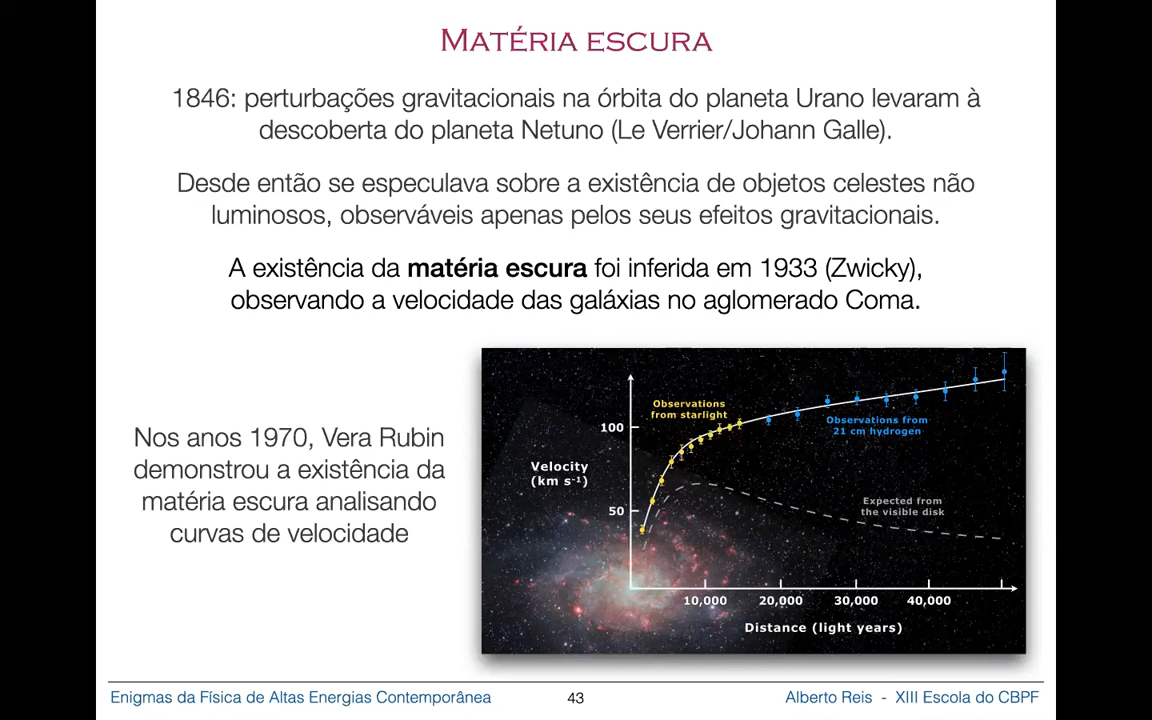 MATÉRIA ESCURA
1846: perturbações gravitacionais na órbita do planeta Urano levaram à
descoberta do planeta Netuno (Le Verrier/Johann Galle).
Desde então se especulava sobre a existência de objetos celestes não
luminosos, observáveis apenas pelos seus efeitos gravitacionais.
A existência da matéria escura foi inferida em 1933 (Zwicky),
observando a velocidade das galáxias no aglomerado Coma.
Nos anos 1970, Vera Rubin
demonstrou a existência da
matéria escura analisando
curvas de velocidade
Observations
from starlight
100
Observations from
21 cm hydrogen
Velocity
(km s⁻¹)
Expected from
the visible disk
50
10,000 20,000 30,000 40,000
Distance (light years)
Enigmas da Física de Altas Energias Contemporânea 43 Alberto Reis - XIII Escola do CBPF